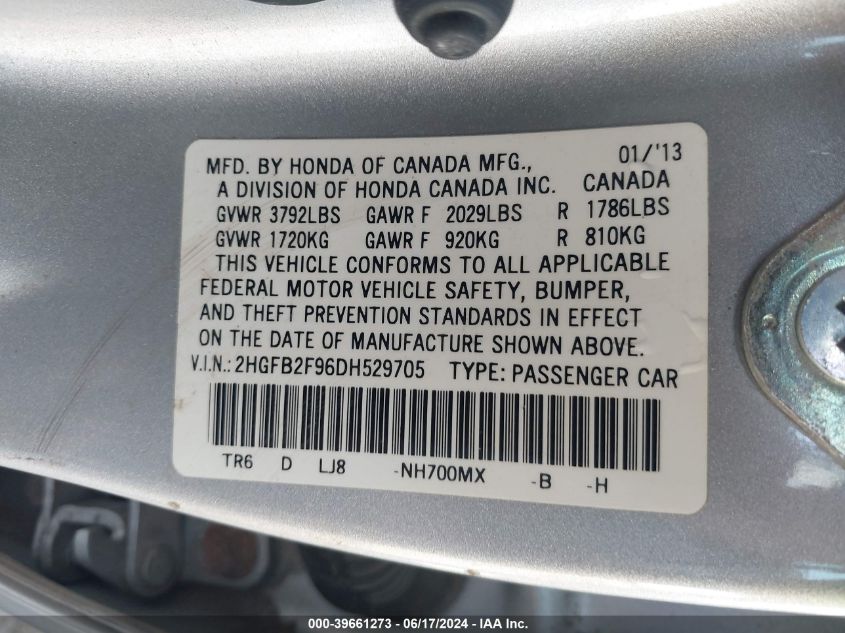 MFD. BY HONDA OF CANADA MFG., 01/'13
A DIVISION OF HONDA CANADA INC. CANADA
GVWR 3792LBS GAWR F 2029LBS R 1786LBS
GVWR 1720KG GAWR F 920KG R 810KG
THIS VEHICLE CONFORMS TO ALL APPLICABLE
FEDERAL MOTOR VEHICLE SAFETY, BUMPER,
AND THEFT PREVENTION STANDARDS IN EFFECT
ON THE DATE OF MANUFACTURE SHOWN ABOVE.
V.I.N.: 2HGFB2F96DH529705 TYPE: PASSENGER CAR
TR6 D LJ8 -NH700MX -B -H
000-39661273 - 06/17/2024 - IAA Inc.